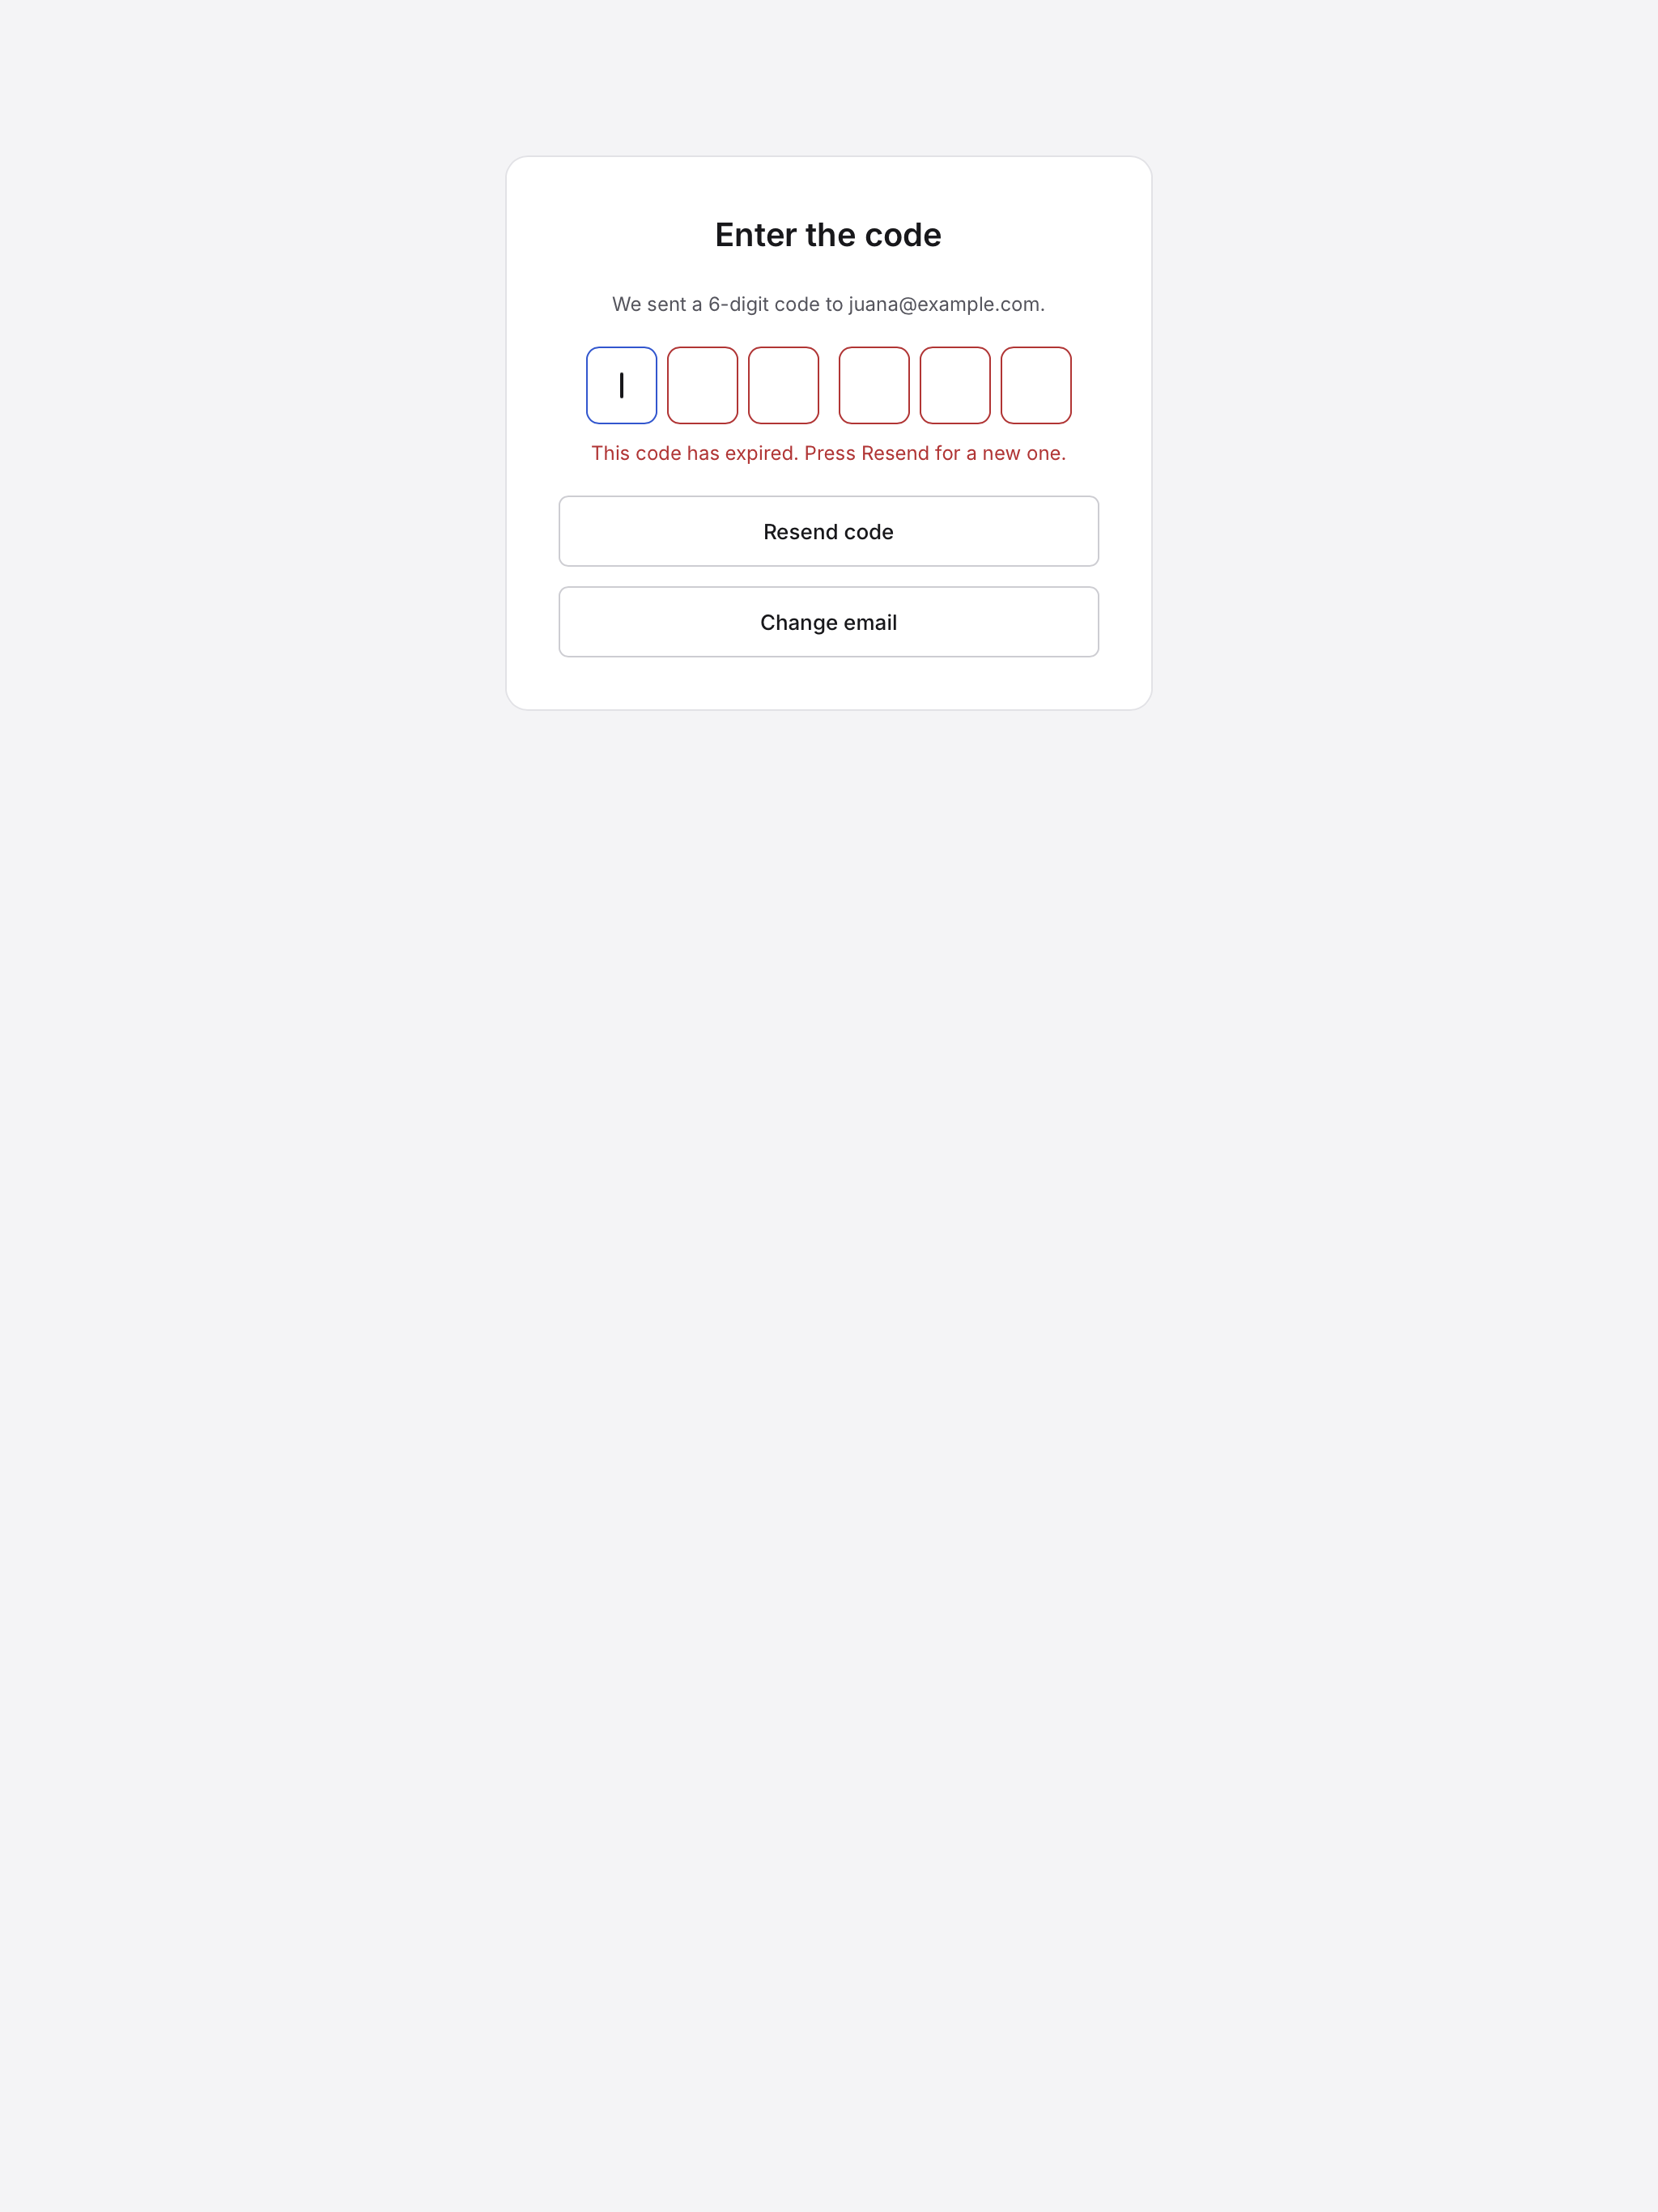 Enter the code
We sent a 6-digit code to juana@example.com.
This code has expired. Press Resend for a new one.
Resend code
Change email